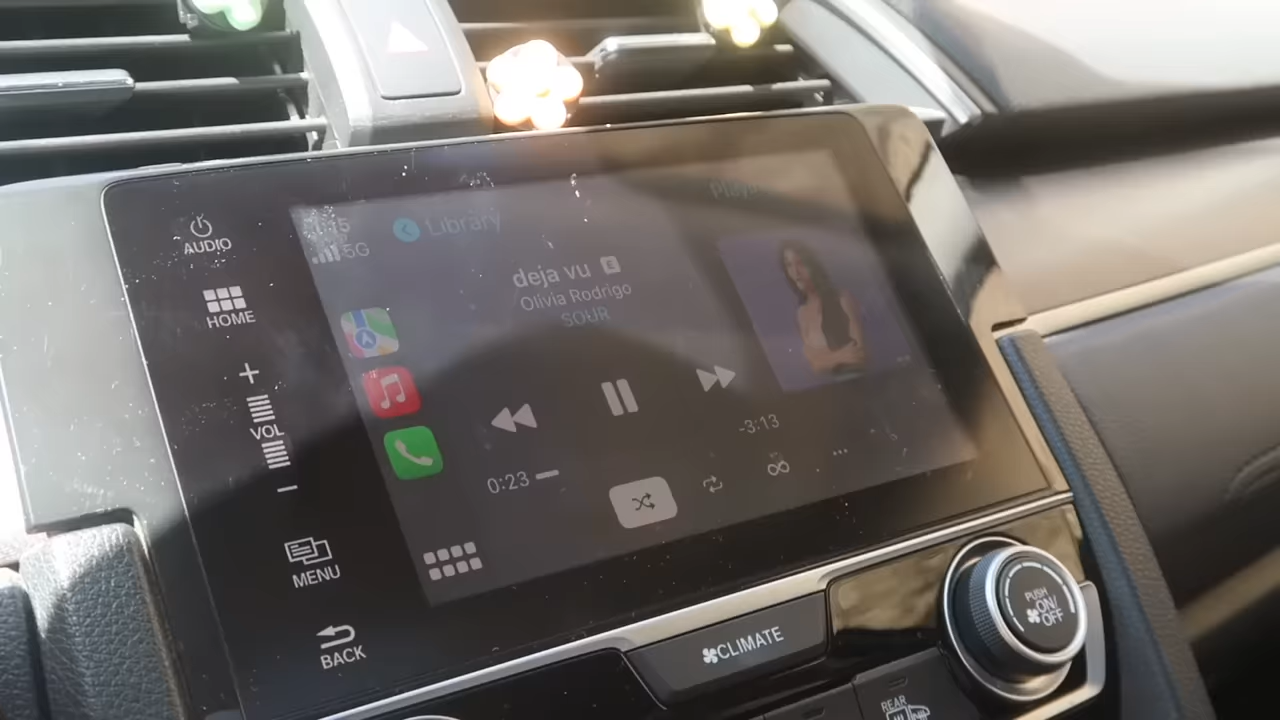 AUDIO
HOME
VOL
MENU
BACK
5G
Library
deja vu E
Olivia Rodrigo
SOUR
0:23
-3:13
CLIMATE
PUSH
ON/
OFF
REAR